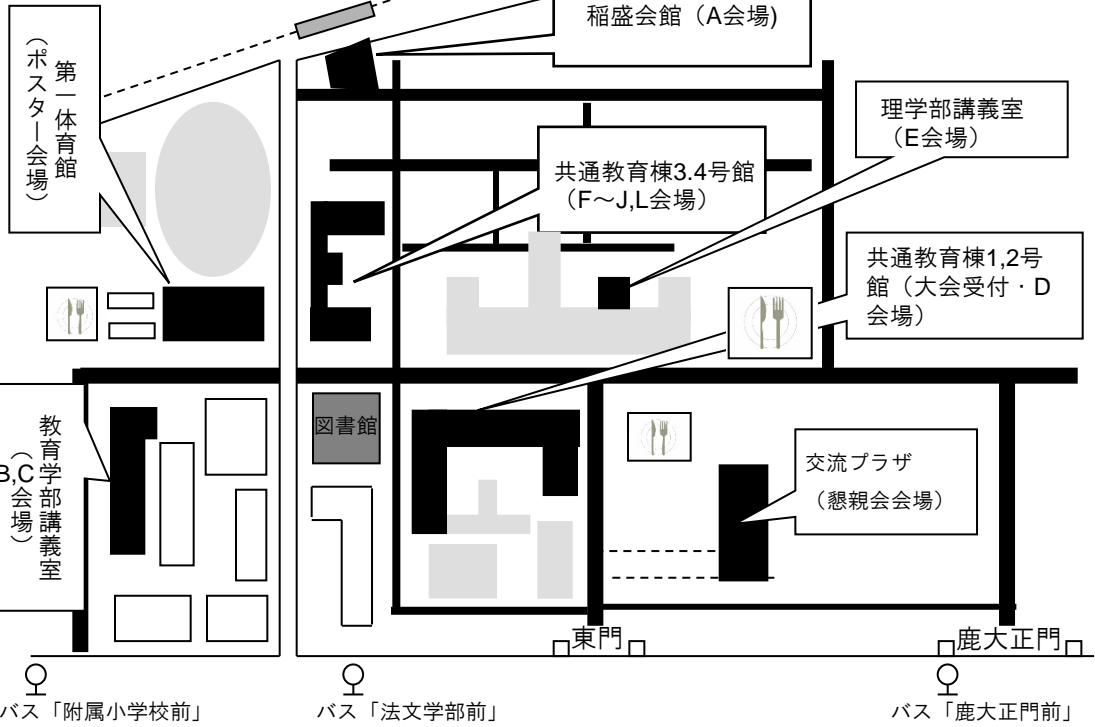 稲盛会館（A会場)
第一体育館
（ポスター会場）
理学部講義室
（E会場）
共通教育棟3.4号館
（F～J,L会場）
共通教育棟1,2号
館（大会受付・D
会場）
図書館
教育学部講義室
（B,C会場）
交流プラザ
（懇親会会場）
東門
鹿大正門
バス「附属小学校前」
バス「法文学部前」
バス「鹿大正門前」